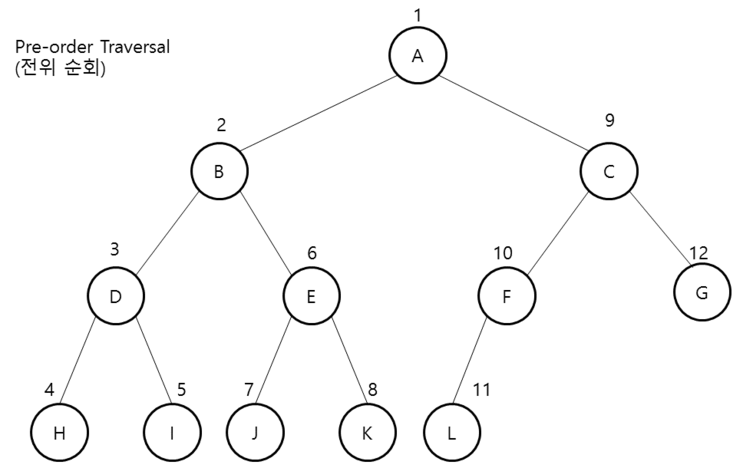 Pre-order Traversal
(전위 순회)
1
A
2
B
9
C
3
D
6
E
10
F
12
G
4
H
5
I
7
J
8
K
11
L